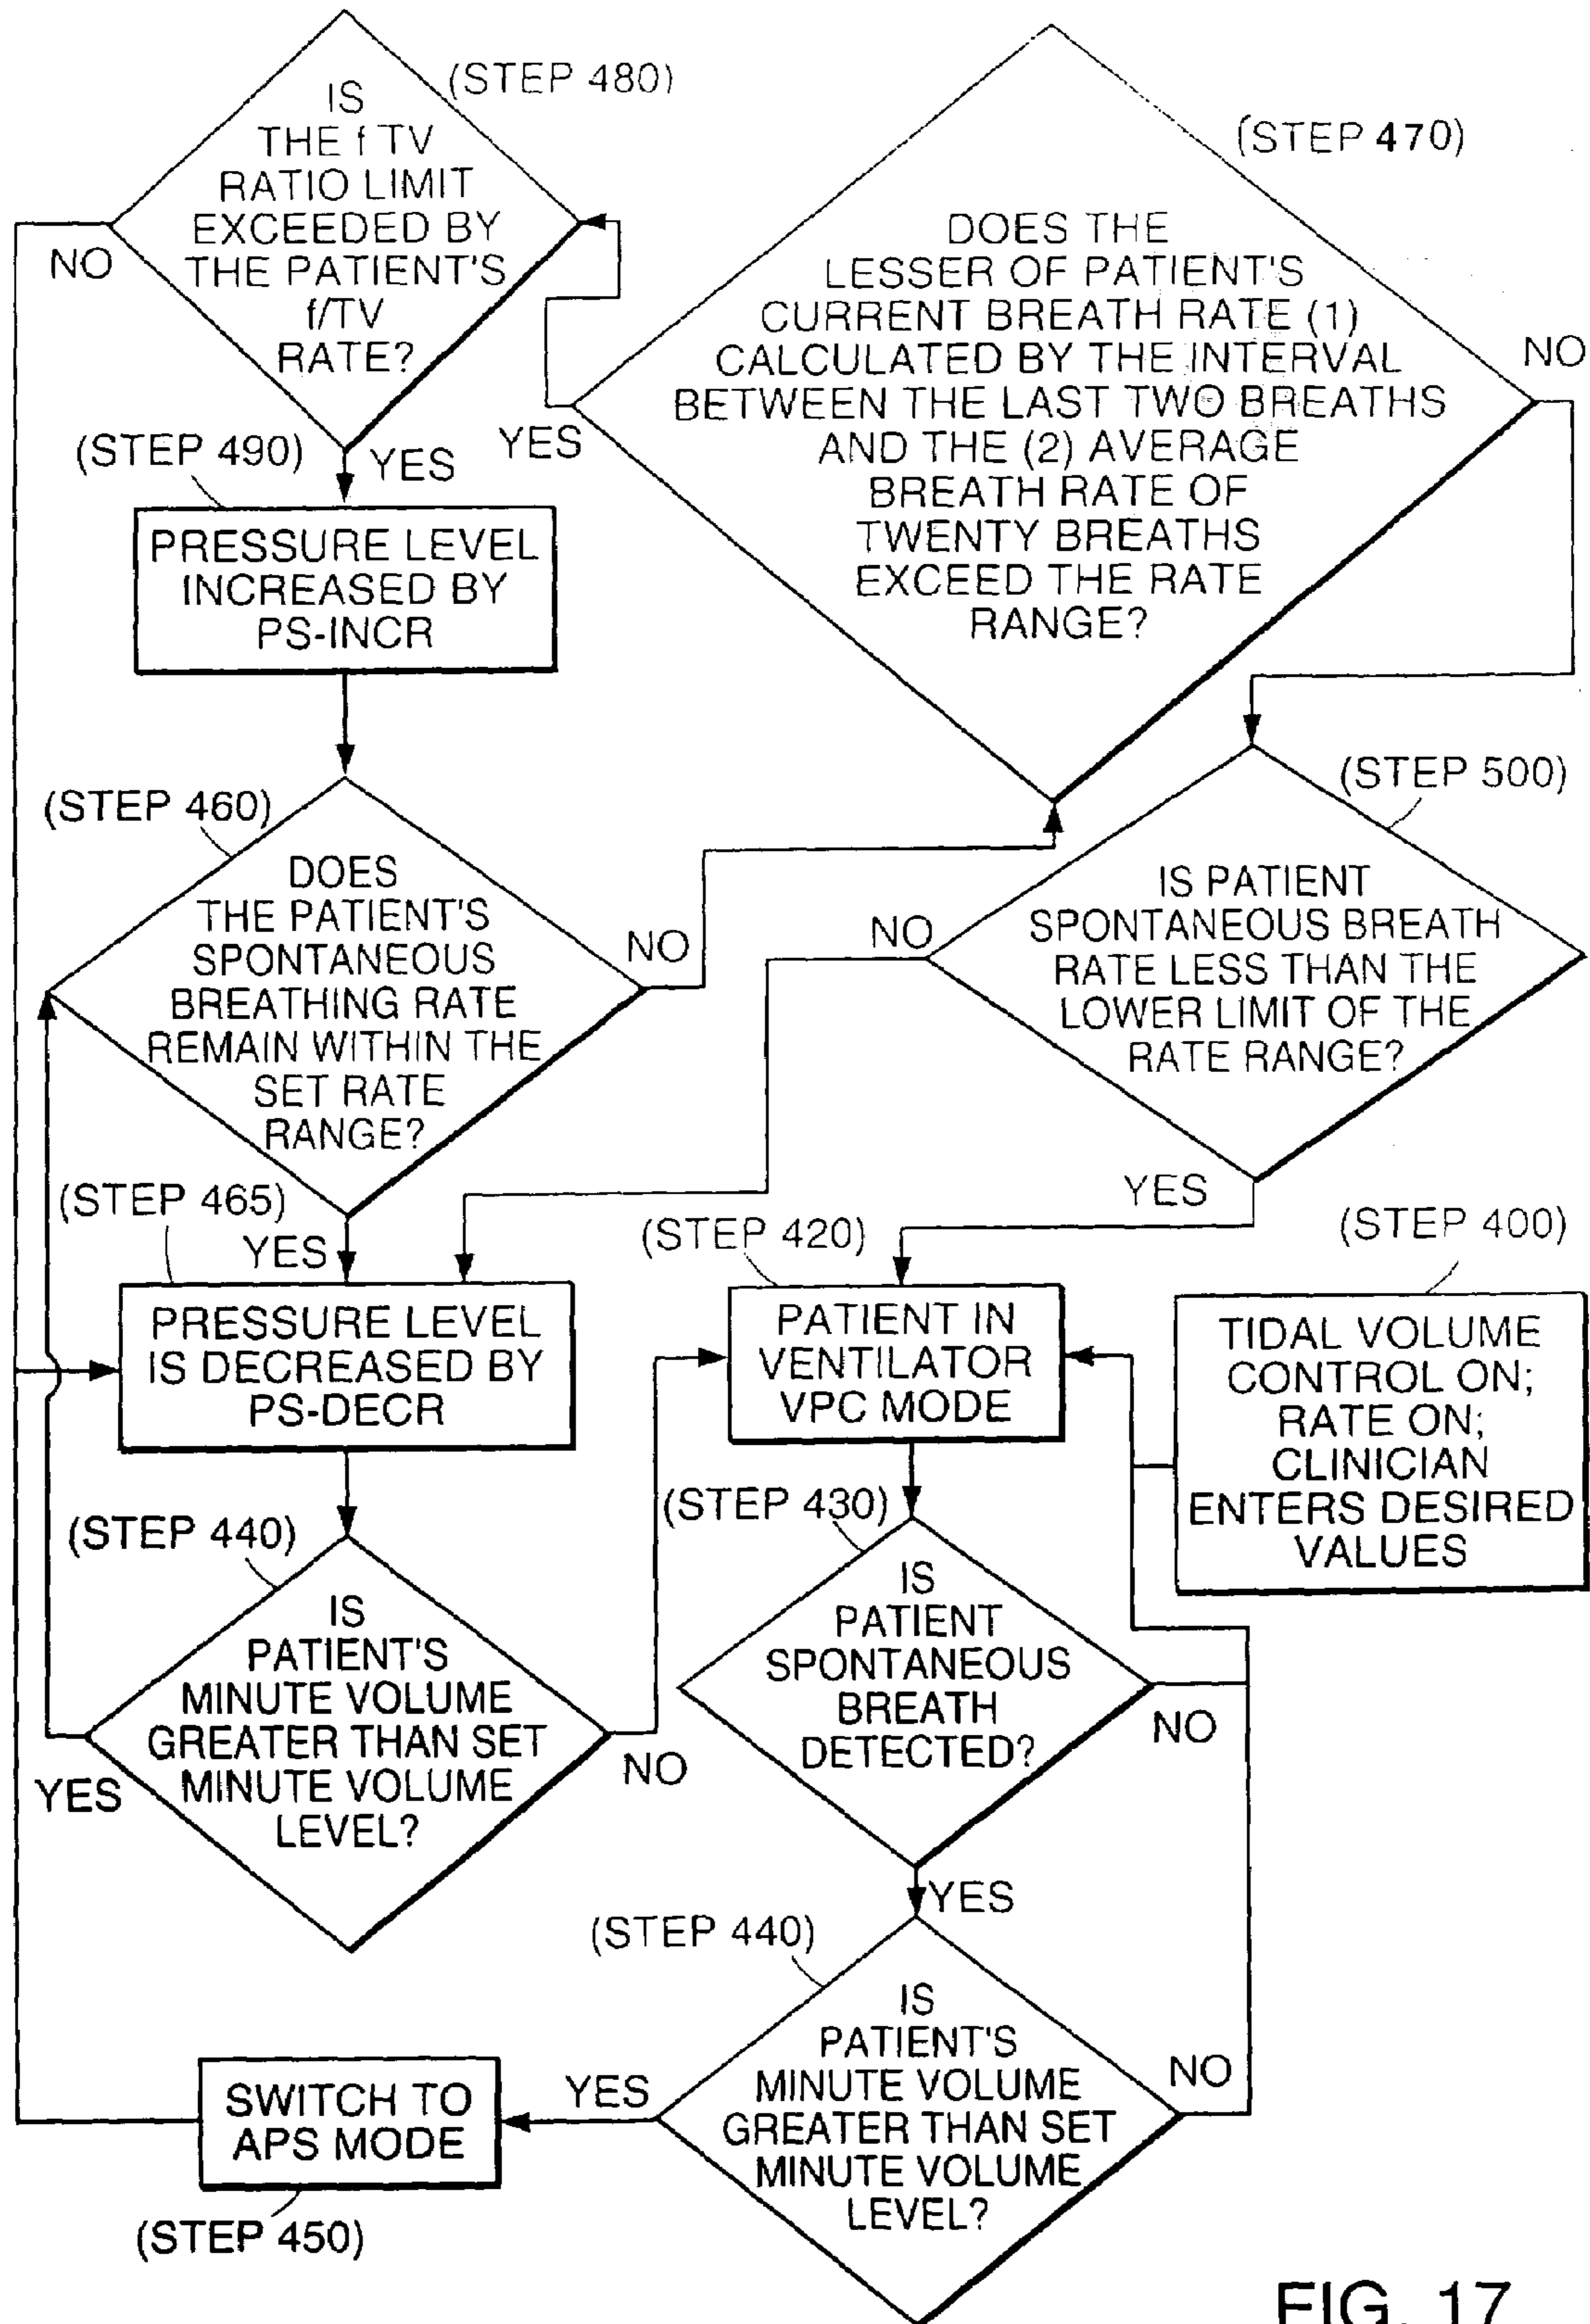 (STEP 480)
IS
THE f TV
RATIO LIMIT
EXCEEDED BY
THE PATIENT'S
f/TV
RATE?
NO
YES
(STEP 470)
DOES THE
LESSER OF PATIENT'S
CURRENT BREATH RATE (1)
CALCULATED BY THE INTERVAL
BETWEEN THE LAST TWO BREATHS
AND THE (2) AVERAGE
BREATH RATE OF
TWENTY BREATHS
EXCEED THE RATE
RANGE?
NO
YES
(STEP 490)
PRESSURE LEVEL
INCREASED BY
PS-INCR
(STEP 460)
DOES
THE PATIENT'S
SPONTANEOUS
BREATHING RATE
REMAIN WITHIN THE
SET RATE
RANGE?
NO
YES
(STEP 500)
IS PATIENT
SPONTANEOUS BREATH
RATE LESS THAN THE
LOWER LIMIT OF THE
RATE RANGE?
NO
YES
(STEP 465)
PRESSURE LEVEL
IS DECREASED BY
PS-DECR
(STEP 420)
PATIENT IN
VENTILATOR
VPC MODE
(STEP 400)
TIDAL VOLUME
CONTROL ON;
RATE ON;
CLINICIAN
ENTERS DESIRED
VALUES
(STEP 440)
IS
PATIENT'S
MINUTE VOLUME
GREATER THAN SET
MINUTE VOLUME
LEVEL?
YES
NO
(STEP 430)
IS
PATIENT
SPONTANEOUS
BREATH
DETECTED?
NO
YES
(STEP 440)
IS
PATIENT'S
MINUTE VOLUME
GREATER THAN SET
MINUTE VOLUME
LEVEL?
NO
YES
SWITCH TO
APS MODE
(STEP 450)
FIG. 17